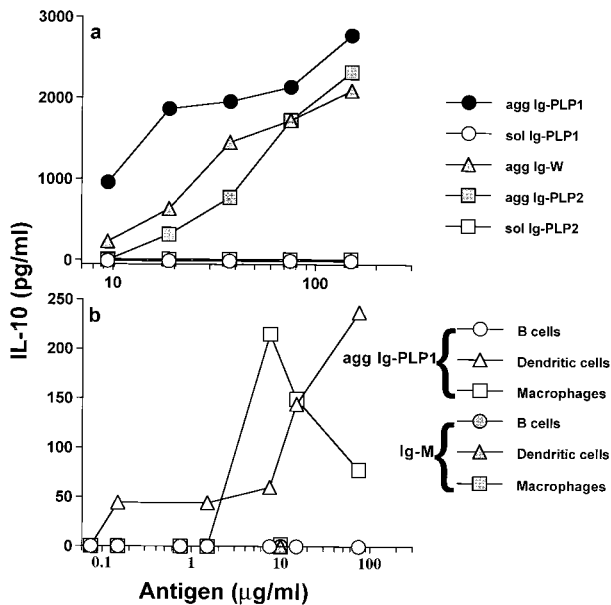 a
3000
2000
1000
0
10
100
agg Ig-PLP1
sol Ig-PLP1
agg Ig-W
agg Ig-PLP2
sol Ig-PLP2
IL-10 (pg/ml)
b
250
200
150
100
50
0
0.1
1
10
100
Antigen (µg/ml)
agg Ig-PLP1
B cells
Dendritic cells
Macrophages
Ig-M
B cells
Dendritic cells
Macrophages